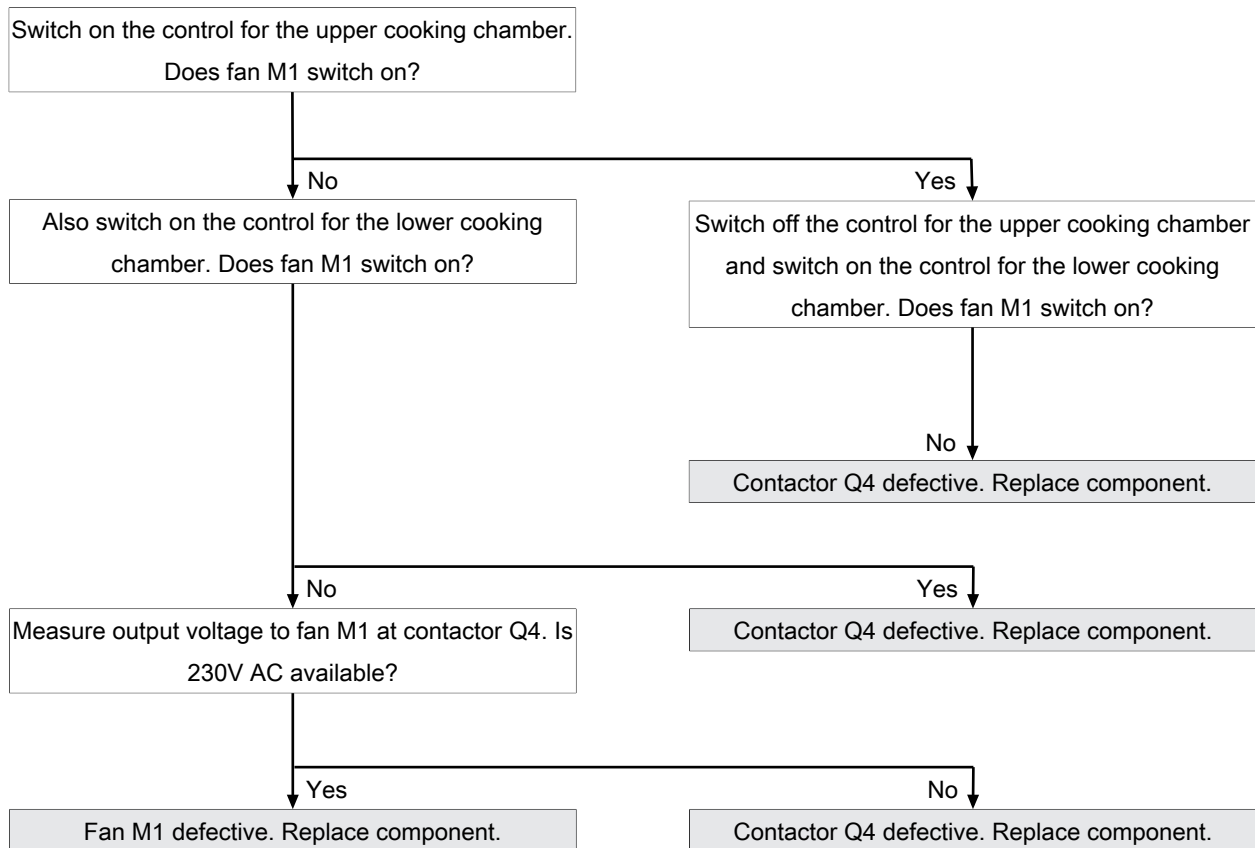 Switch on the control for the upper cooking chamber.
Does fan M1 switch on?
No
Yes
Also switch on the control for the lower cooking
chamber. Does fan M1 switch on?
Switch off the control for the upper cooking chamber
and switch on the control for the lower cooking
chamber. Does fan M1 switch on?
No
Contactor Q4 defective. Replace component.
No
Yes
Measure output voltage to fan M1 at contactor Q4. Is
230V AC available?
Contactor Q4 defective. Replace component.
Yes
No
Fan M1 defective. Replace component.
Contactor Q4 defective. Replace component.